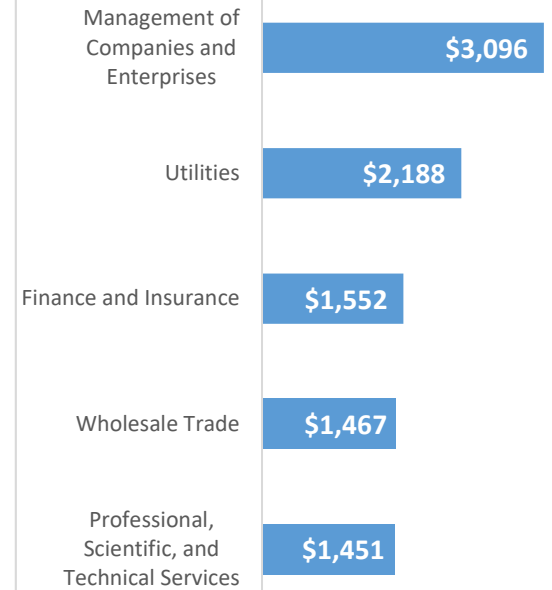 Management of
Companies and
Enterprises
$3,096
Utilities
$2,188
Finance and Insurance
$1,552
Wholesale Trade
$1,467
Professional,
Scientific, and
Technical Services
$1,451